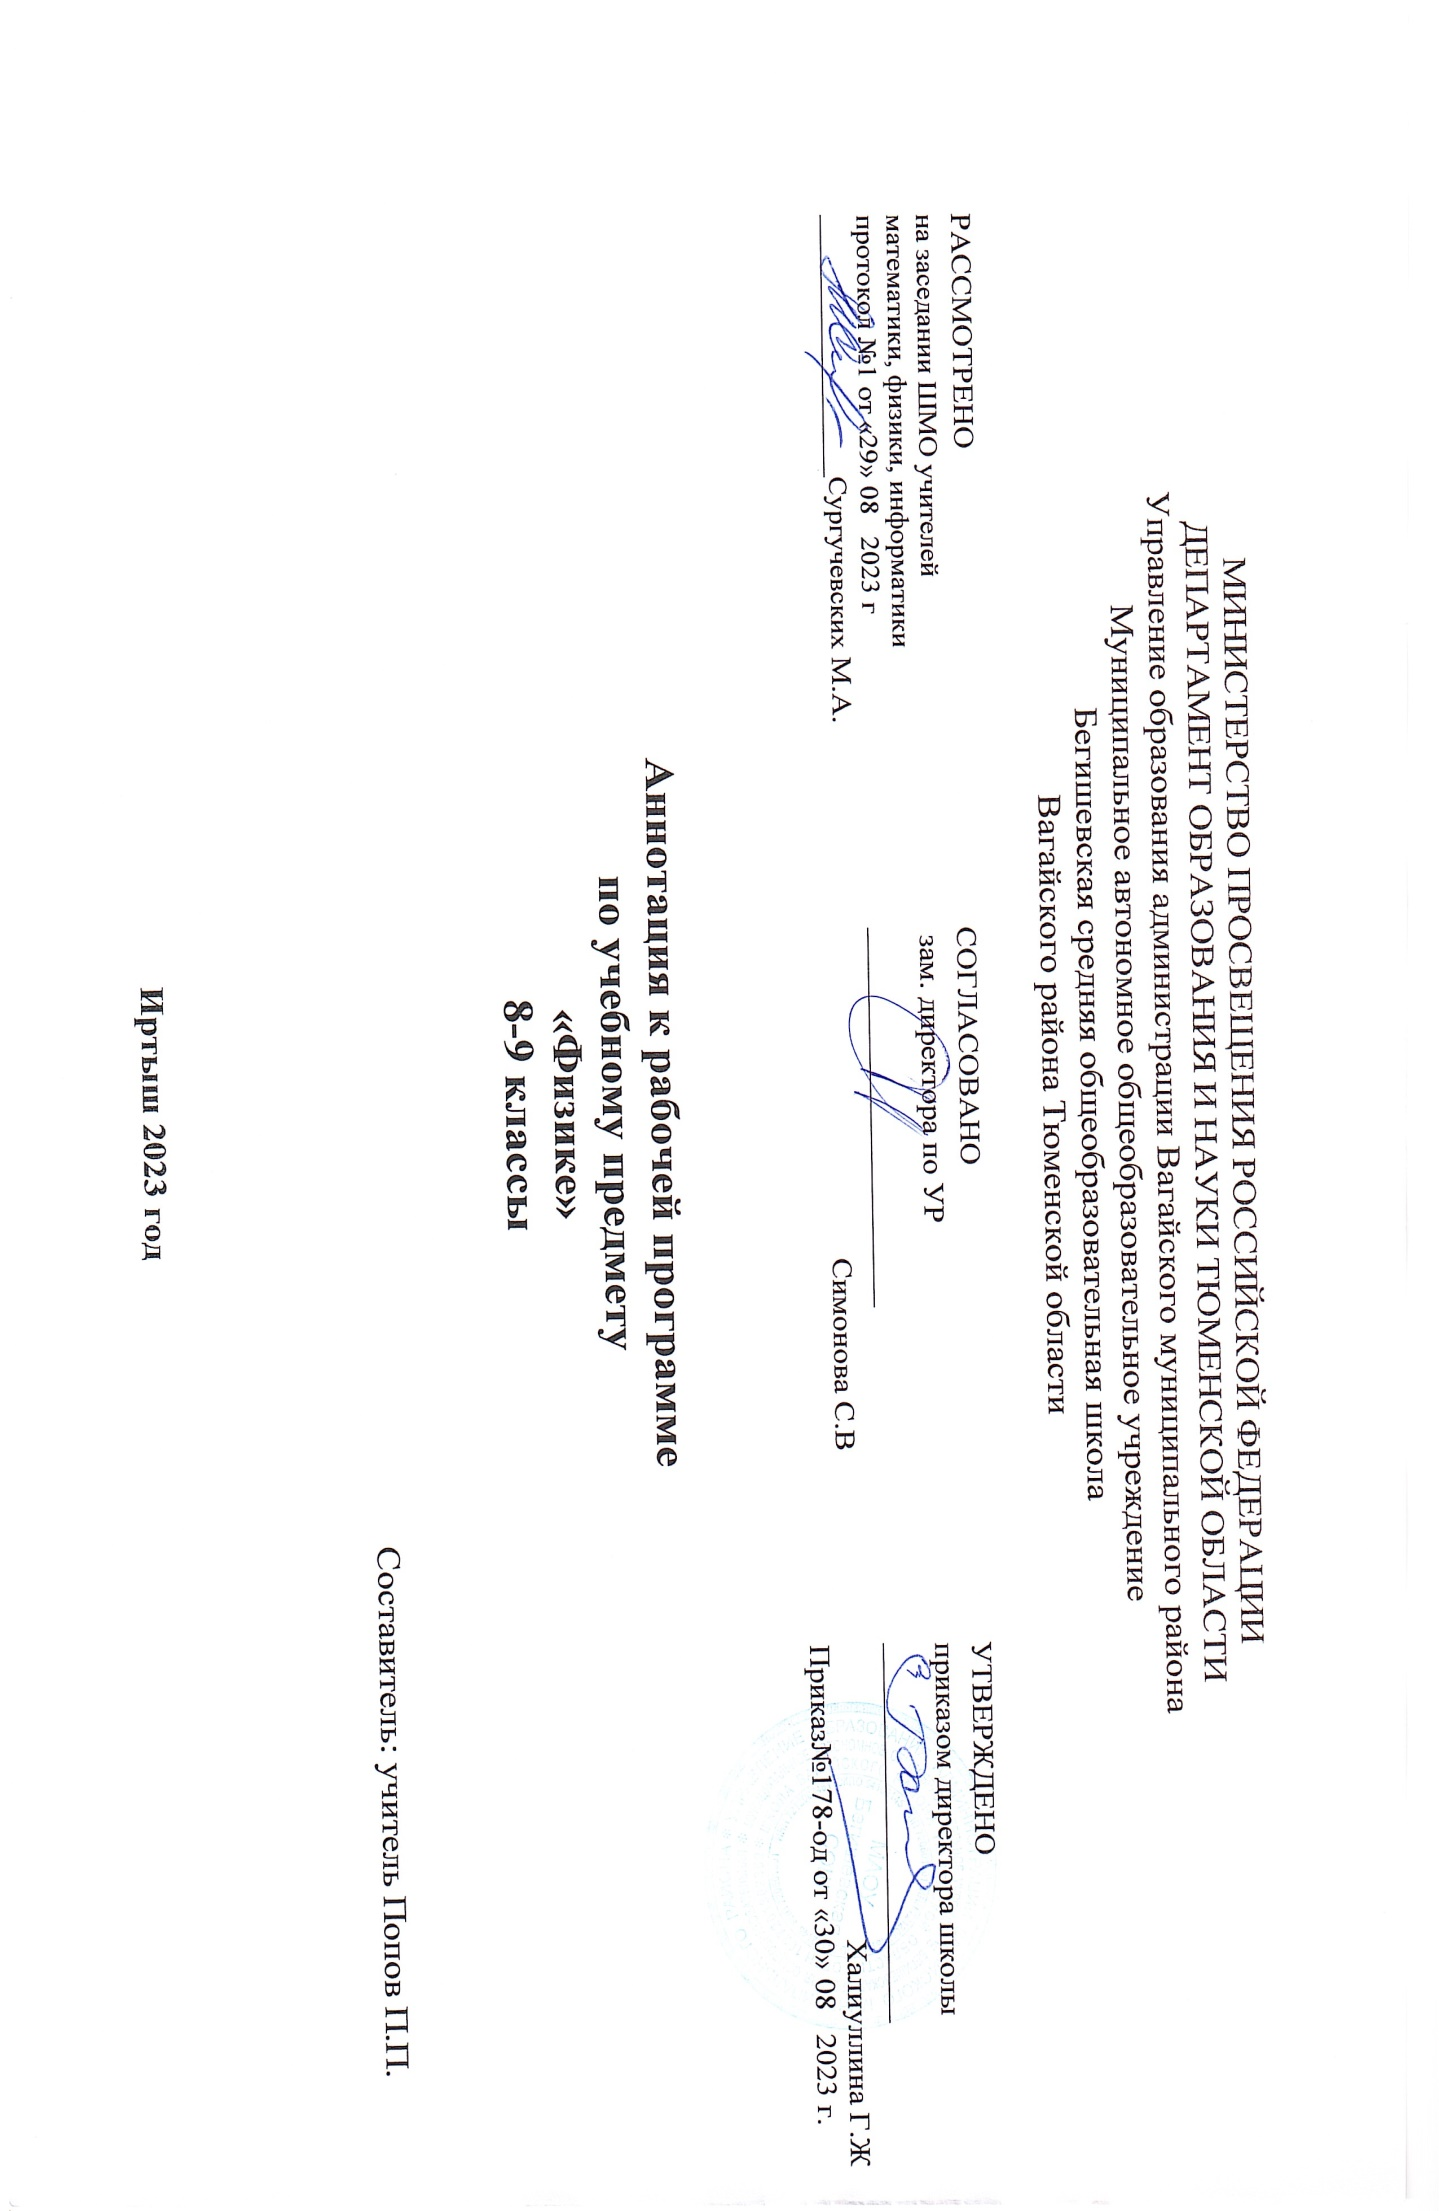 МИНИСТЕРСТВО ПРОСВЕЩЕНИЯ РОССИЙСКОЙ ФЕДЕРАЦИИ
ДЕПАРТАМЕНТ ОБРАЗОВАНИЯ И НАУКИ ТЮМЕНСКОЙ ОБЛАСТИ
Управление образования администрации Вагайского муниципального района
Муниципальное автономное общеобразовательное учреждение
Бегишевская средняя общеобразовательная школа
Вагайского района Тюменской области
РАССМОТРЕНО
на заседании ШМО учителей
математики, физики, информатики
протокол №1 от «29» 08 2023 г
Сургучевских М.А.
СОГЛАСОВАНО
зам. директора по УР
Симонова С.В
УТВЕРЖДЕНО
приказом директора школы
Халиуллина Г.Ж
Приказ№178-од от «30» 08 2023 г.
Аннотация к рабочей программе
по учебному предмету
«Физике»
8-9 классы
Составитель: учитель Попов П.П.
Иртыш 2023 год